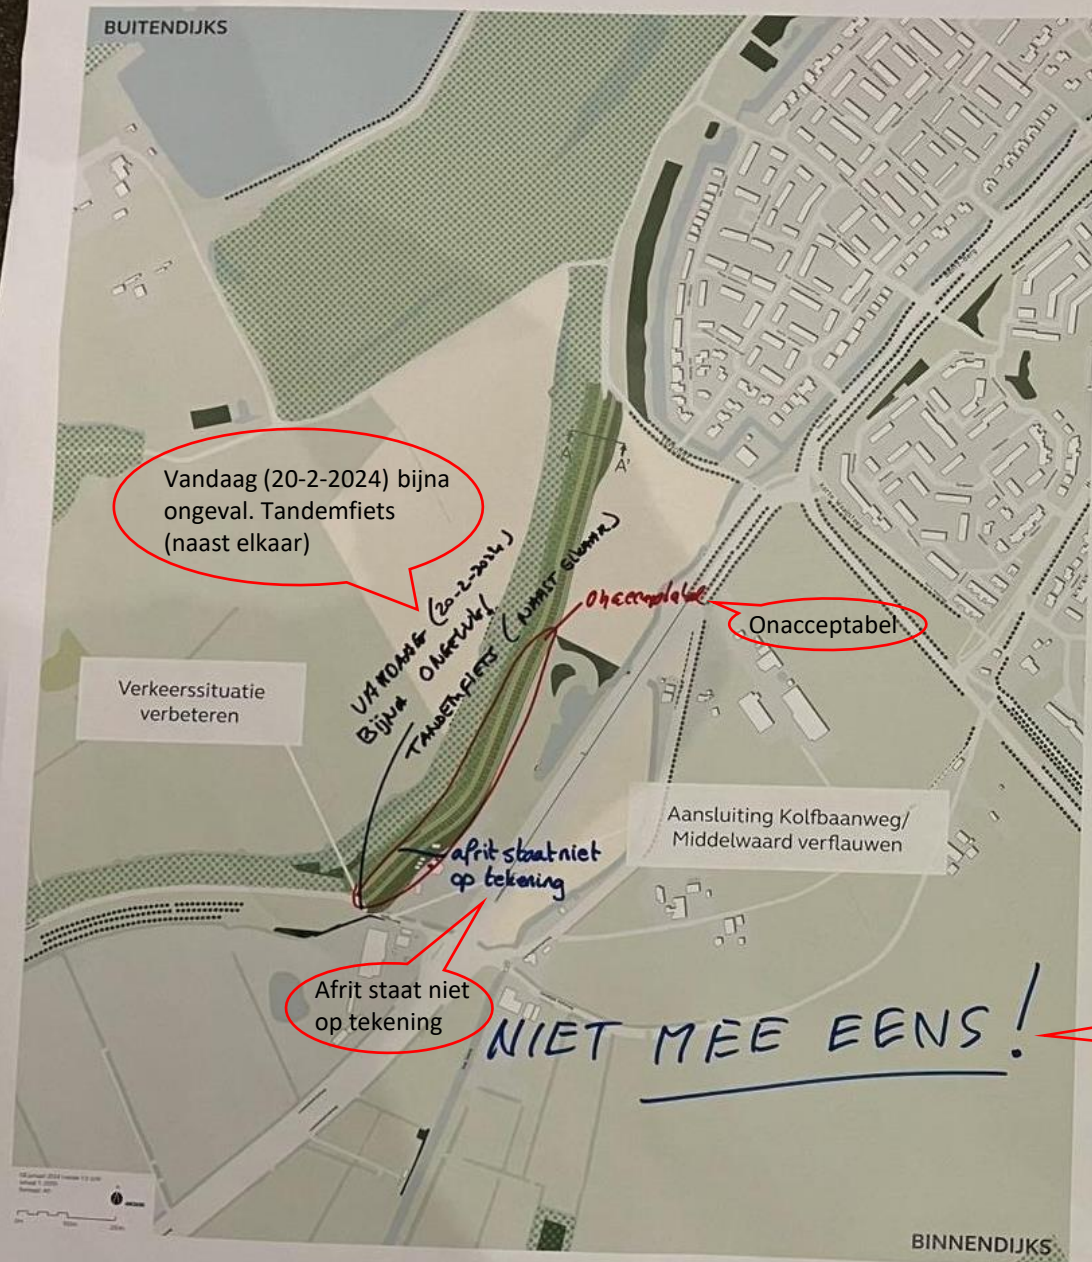 BUITENDIJKS
Vandaag (20-2-2024) bijna
ongeval. Tandemfiets
(naast elkaar)
VANDAAG (20-2-2024)
BIJNA ONGEVAL
TANDEMFIETS (NAAST ELKAAR)
A
A'
Onacceptabel
Onacceptabel
Verkeerssituatie
verbeteren
Aansluiting Kolfbaanweg/
Middelwaard verflauwen
afrit staat niet
op tekening
Afrit staat niet
op tekening
NIET MEE EENS!
BINNENDIJKS